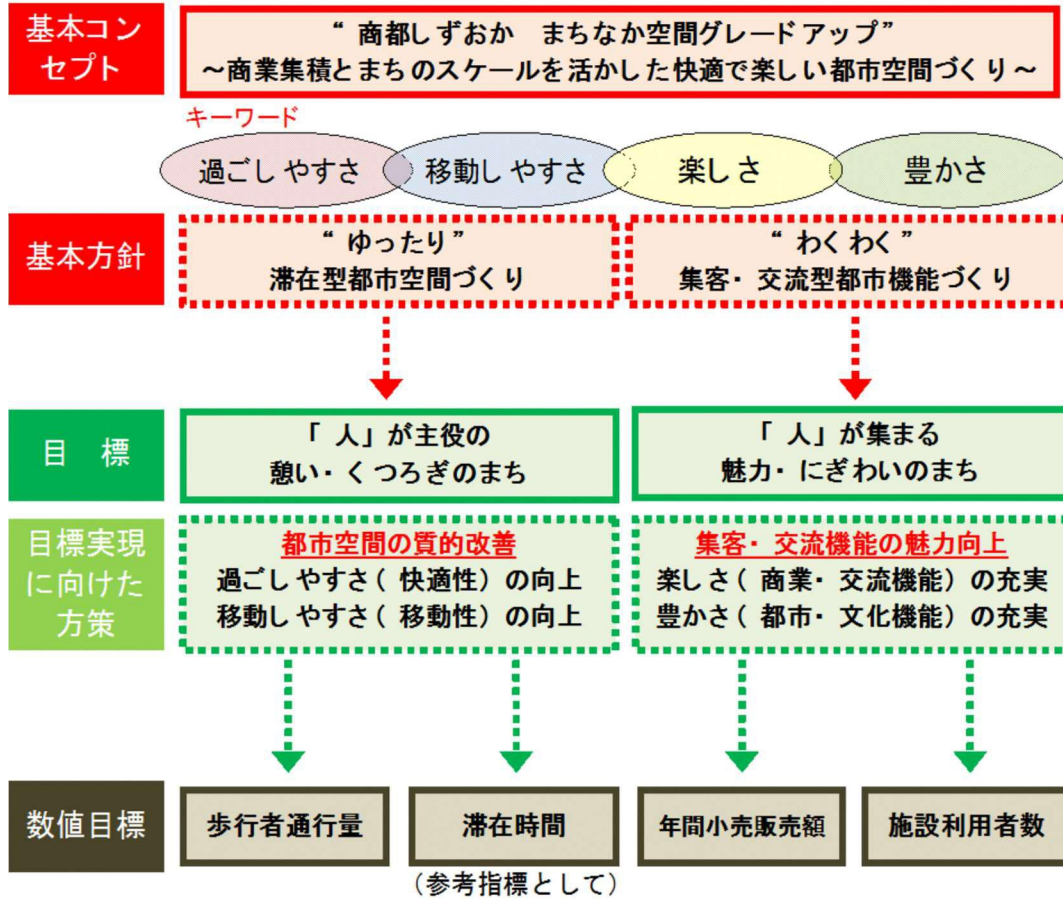 基本コン
セプト
“商都しずおか　まちなか空間グレードアップ”
～商業集積とまちのスケールを活かした快適で楽しい都市空間づくり～
キーワード
過ごしやすさ
移動しやすさ
楽しさ
豊かさ
基本方針
“ゆったり”
滞在型都市空間づくり
“わくわく”
集客・交流型都市機能づくり
目　標
「人」が主役の
憩い・くつろぎのまち
「人」が集まる
魅力・にぎわいのまち
目標実現
に向けた
方策
都市空間の質的改善
過ごしやすさ（快適性）の向上
移動しやすさ（移動性）の向上
集客・交流機能の魅力向上
楽しさ（商業・交流機能）の充実
豊かさ（都市・文化機能）の充実
数値目標
歩行者通行量
滞在時間
（参考指標として）
年間小売販売額
施設利用者数